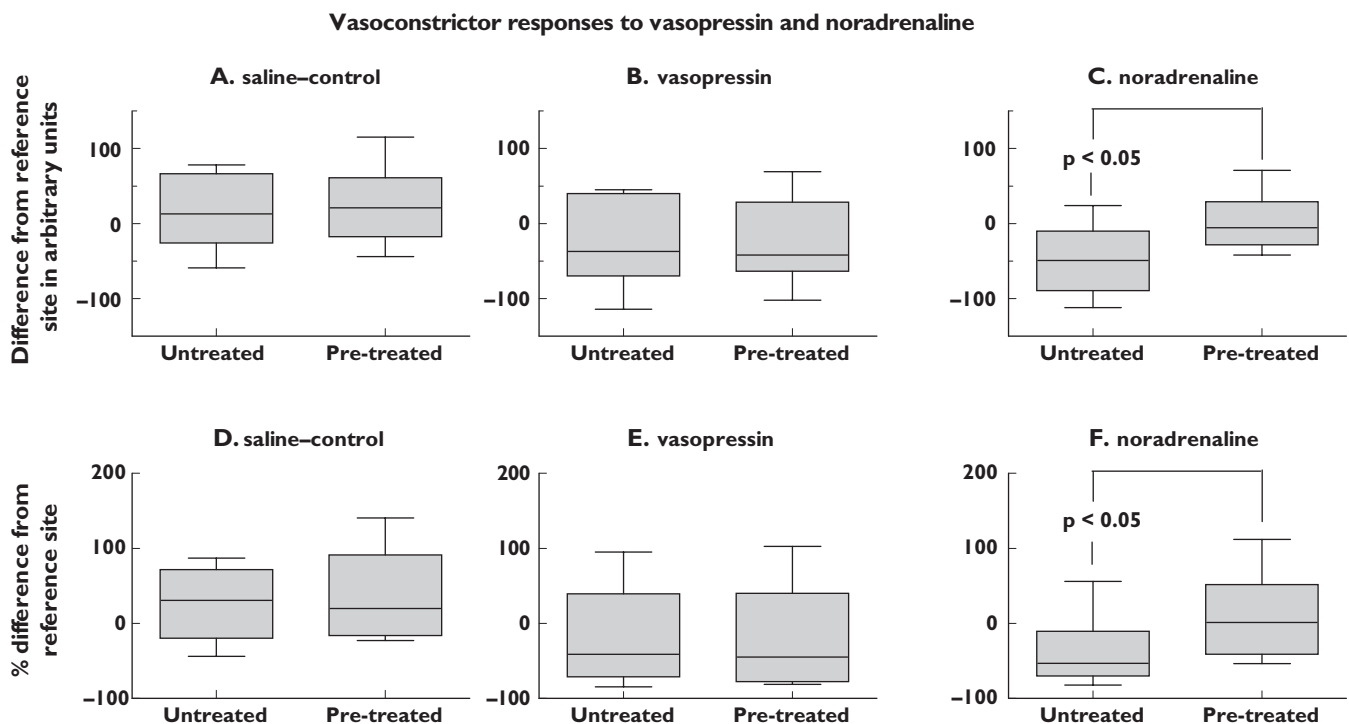 Vasoconstrictor responses to vasopressin and noradrenaline
A. saline–control
B. vasopressin
C. noradrenaline
Difference from reference
site in arbitrary units
100
0
–100
Untreated
Pre-treated
100
0
–100
Untreated
Pre-treated
100
0
–100
p < 0.05
Untreated
Pre-treated
D. saline–control
E. vasopressin
F. noradrenaline
% difference from
reference site
200
100
0
–100
Untreated
Pre-treated
200
100
0
–100
Untreated
Pre-treated
200
100
0
–100
p < 0.05
Untreated
Pre-treated